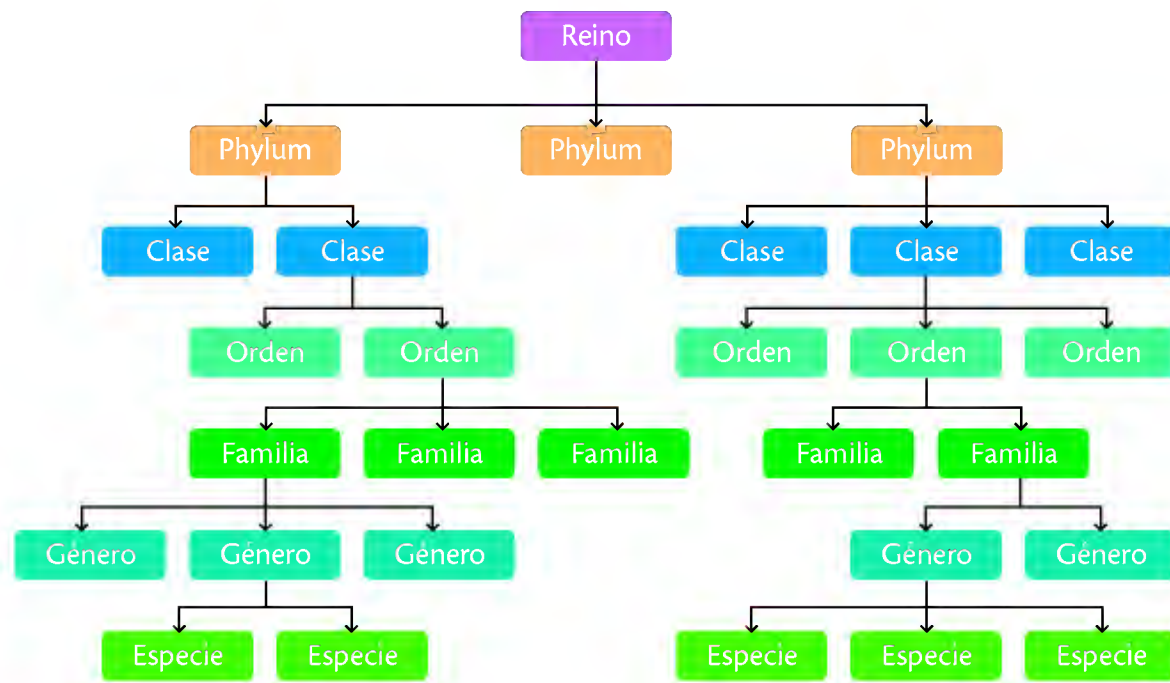 Reino
Phylum Phylum Phylum
Clase Clase Clase Clase Clase
Orden Orden Orden Orden Orden
Familia Familia Familia Familia Familia
Género Género Género Género Género
Especie Especie Especie Especie Especie